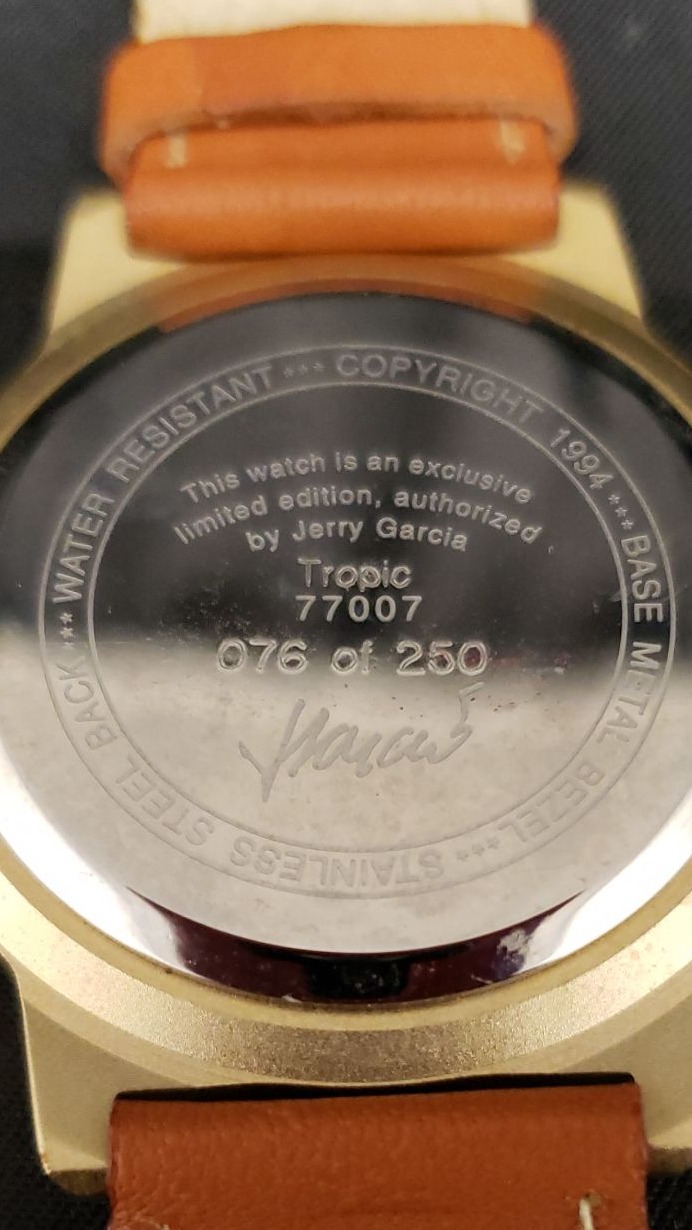 WATER RESISTANT *** COPYRIGHT 1994 *** BASE METAL BEZEL *** STAINLESS STEEL BACK ***
This watch is an exclusive
limited edition, authorized
by Jerry Garcia
Tropic
77007
076 of 250